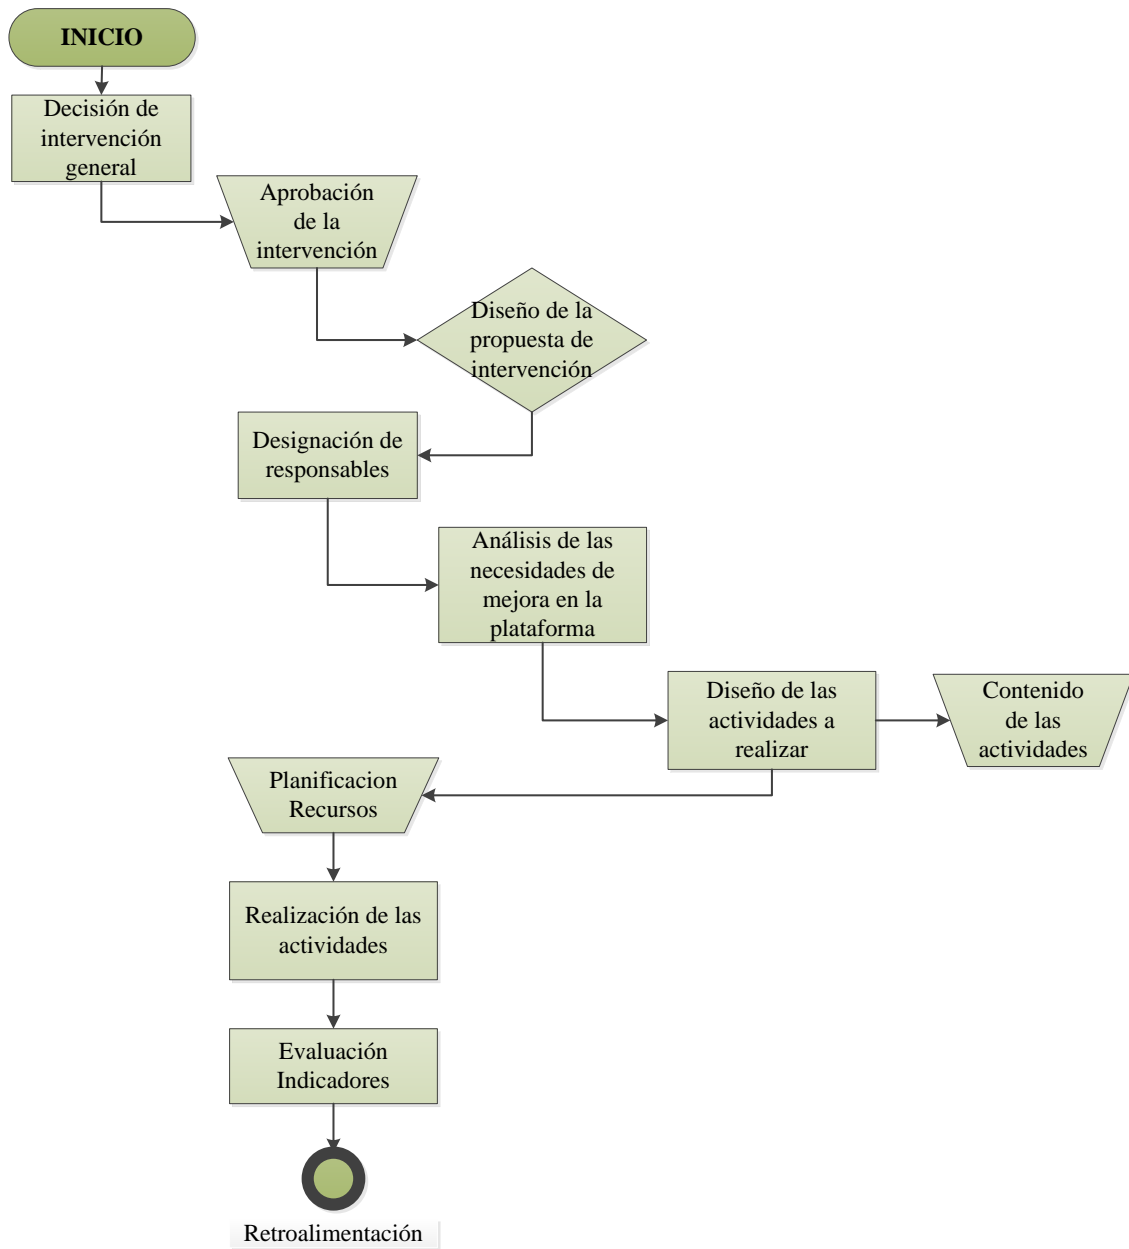 INICIO
Decisión de
intervención
general
Aprobación
de la
intervención
Diseño de la
propuesta de
intervención
Designación de
responsables
Análisis de las
necesidades de
mejora en la
plataforma
Diseño de las
actividades a
realizar
Contenido
de las
actividades
Planificacion
Recursos
Realización de las
actividades
Evaluación
Indicadores
Retroalimentación